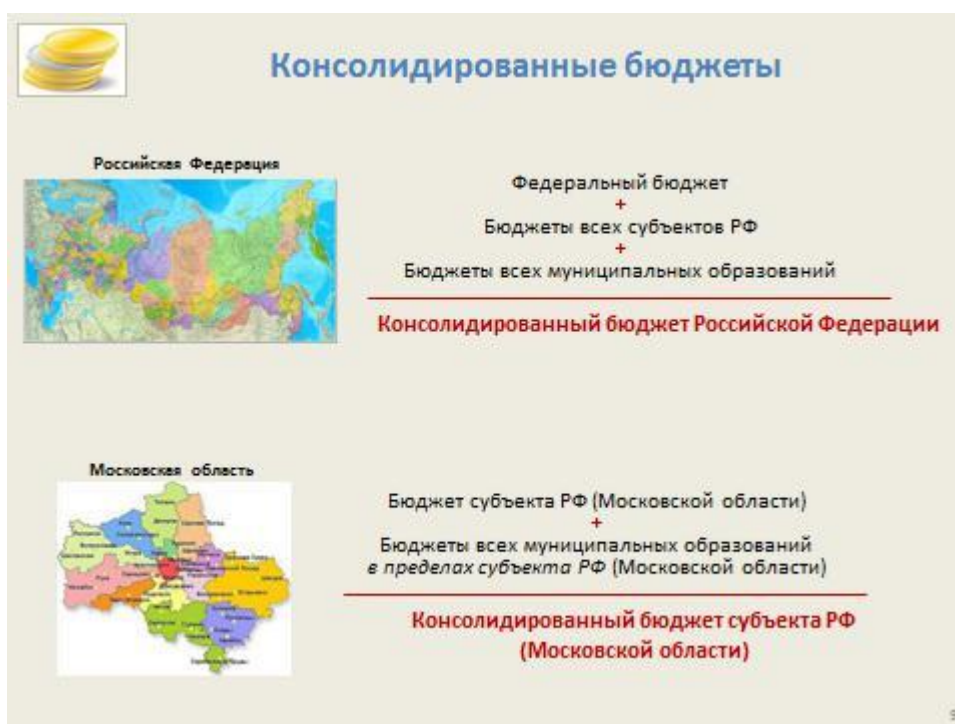 Консолидированные бюджеты
Российская Федерация
Федеральный бюджет
+
Бюджеты всех субъектов РФ
+
Бюджеты всех муниципальных образований
Консолидированный бюджет Российской Федерации
Московская область
Бюджет субъекта РФ (Московской области)
+
Бюджеты всех муниципальных образований
в пределах субъекта РФ (Московской области)
Консолидированный бюджет субъекта РФ
(Московской области)
9